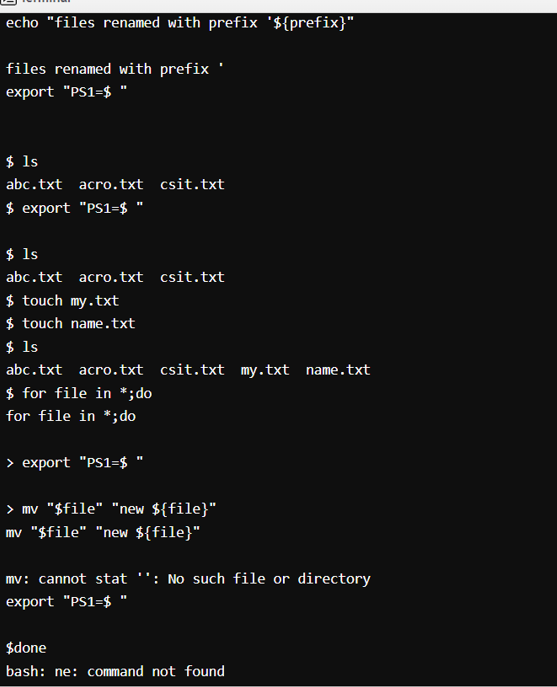 Terminal
echo "files renamed with prefix '${prefix}"
files renamed with prefix '
export "PS1=$ "
$ ls
abc.txt  acro.txt  csit.txt
$ export "PS1=$ "
$ ls
abc.txt  acro.txt  csit.txt
$ touch my.txt
$ touch name.txt
$ ls
abc.txt  acro.txt  csit.txt  my.txt  name.txt
$ for file in *;do
for file in *;do
> export "PS1=$ "
> mv "$file" "new ${file}"
mv "$file" "new ${file}"
mv: cannot stat '': No such file or directory
export "PS1=$ "
$done
bash: ne: command not found